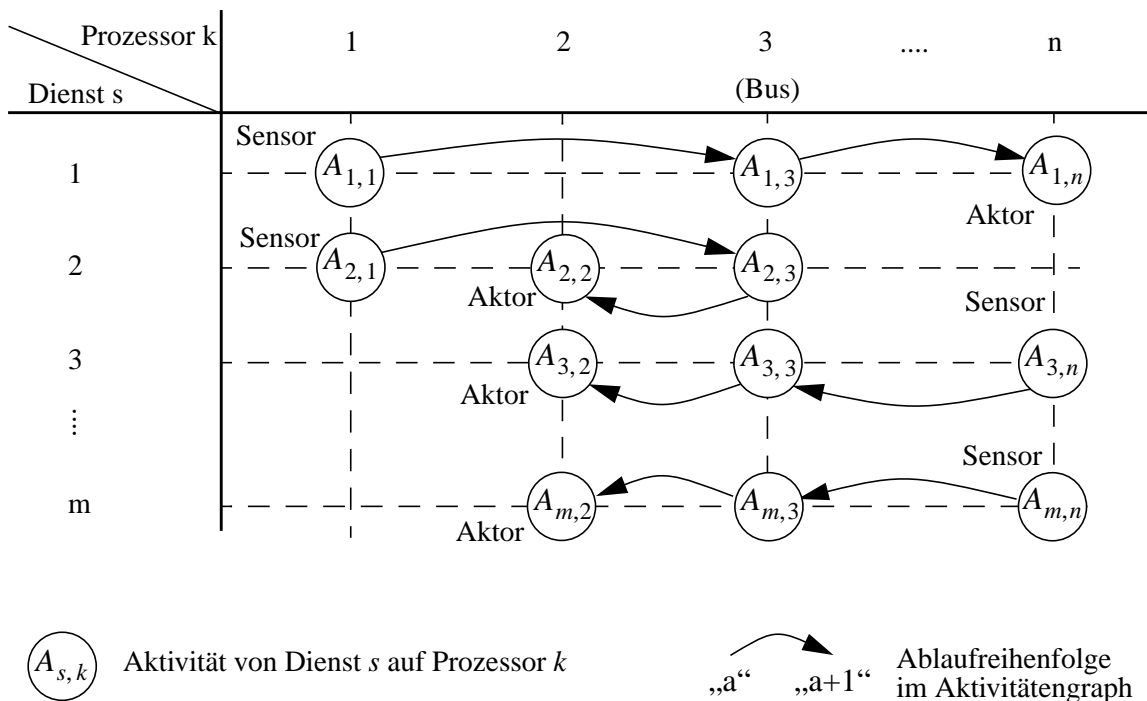 Prozessor k 1 2 3 .... n
Dienst s (Bus)
Sensor
1 A1,1 A1,3 A1,n
Aktor
Sensor
2 A2,1 A2,2 A2,3
Aktor Sensor
3 A3,2 A3,3 A3,n
Aktor
....
Sensor
m Am,2 Am,3 Am,n
Aktor
As,k Aktivität von Dienst s auf Prozessor k
„a“ „a+1“
Ablaufreihenfolge
im Aktivitätengraph